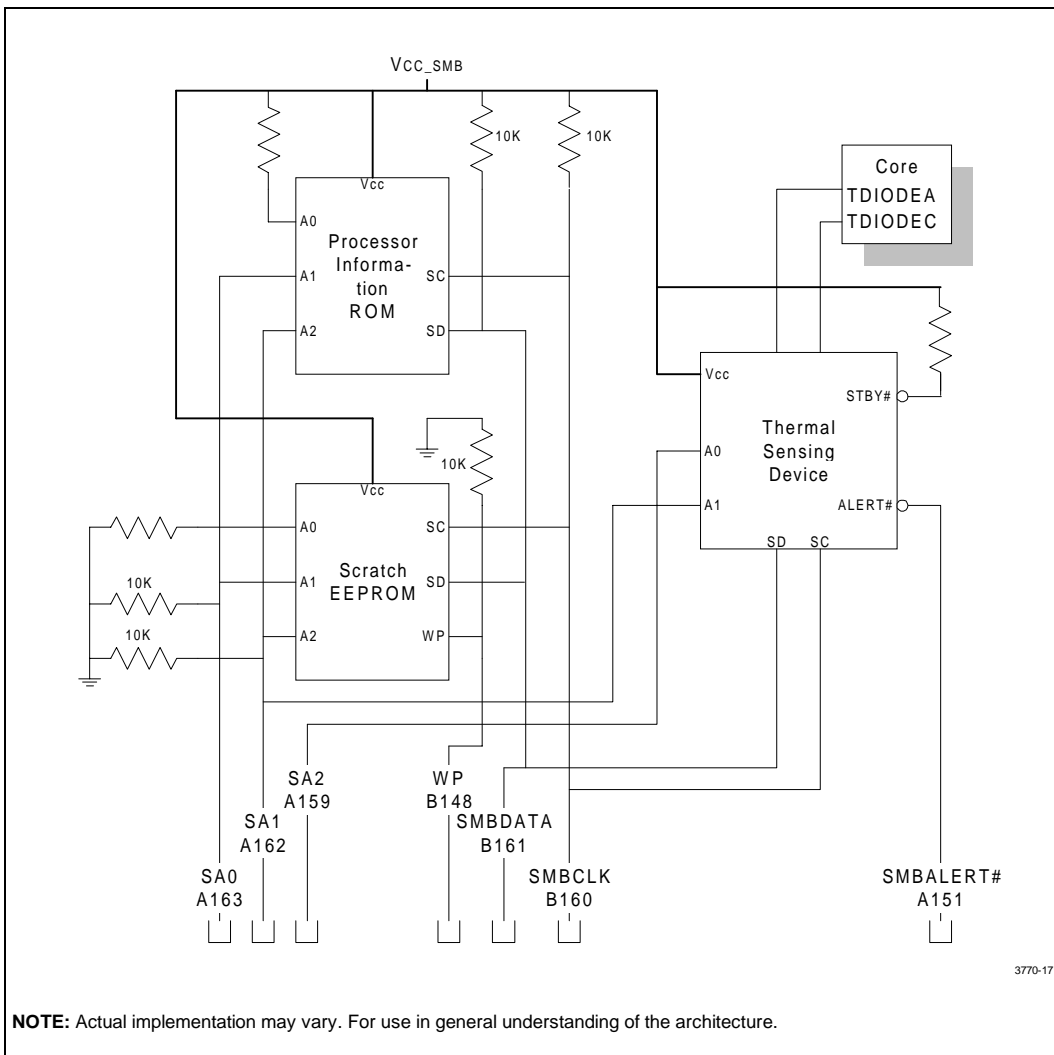 VCC_SMB
10K
10K
Core
TDIODEA
TDIODEC
Vcc
A0
Processor
Informa-
tion
ROM
A1
SC
A2
SD
Vcc
STBY#
Thermal
Sensing
Device
A0
A1
ALERT#
SD
SC
10K
Vcc
A0
SC
Scratch
EEPROM
A1
SD
A2
WP
10K
10K
SA2
A159
WP
B148
SA1
A162
SMBDATA
B161
SA0
A163
SMBCLK
B160
SMBALERT#
A151
3770-17
NOTE: Actual implementation may vary. For use in general understanding of the architecture.